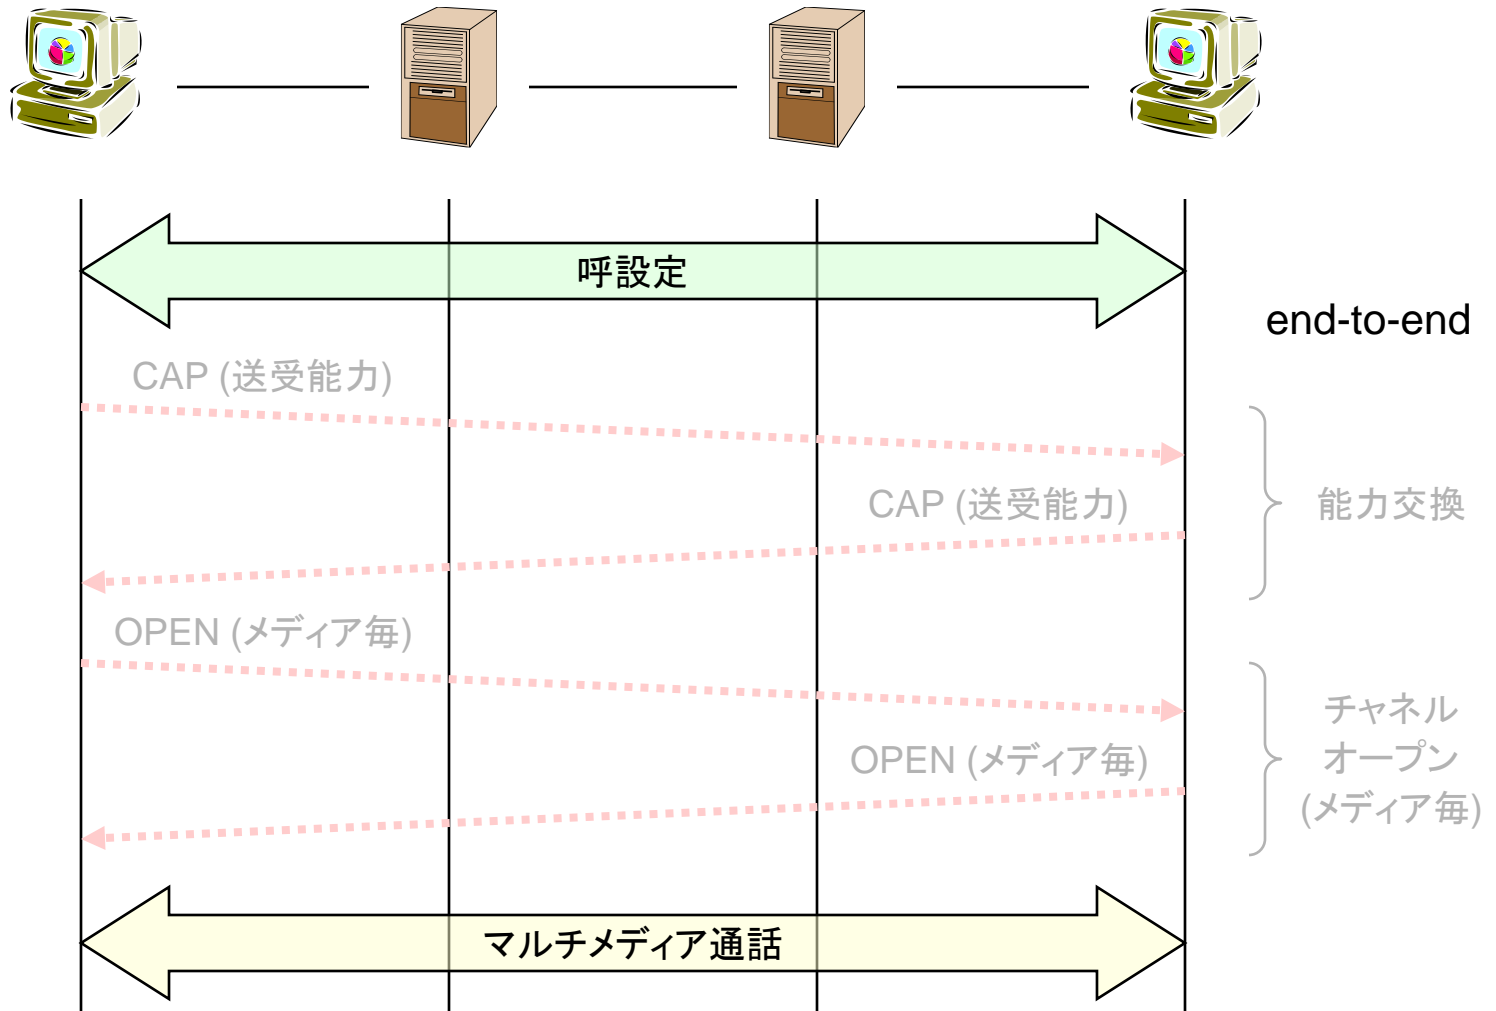 呼設定
end-to-end
CAP (送受能力)
CAP (送受能力)
能力交換
OPEN (メディア毎)
チャネル
オープン
(メディア毎)
OPEN (メディア毎)
マルチメディア通話